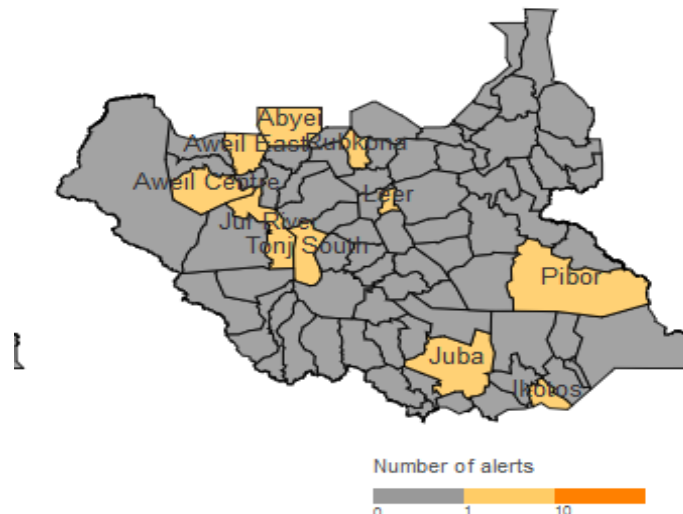 Abyei
Aweil East
Rubkona
Aweil Centre
Leer
Jur River
Tonj South
Pibor
Juba
Ikotos
Number of alerts
0 1 10